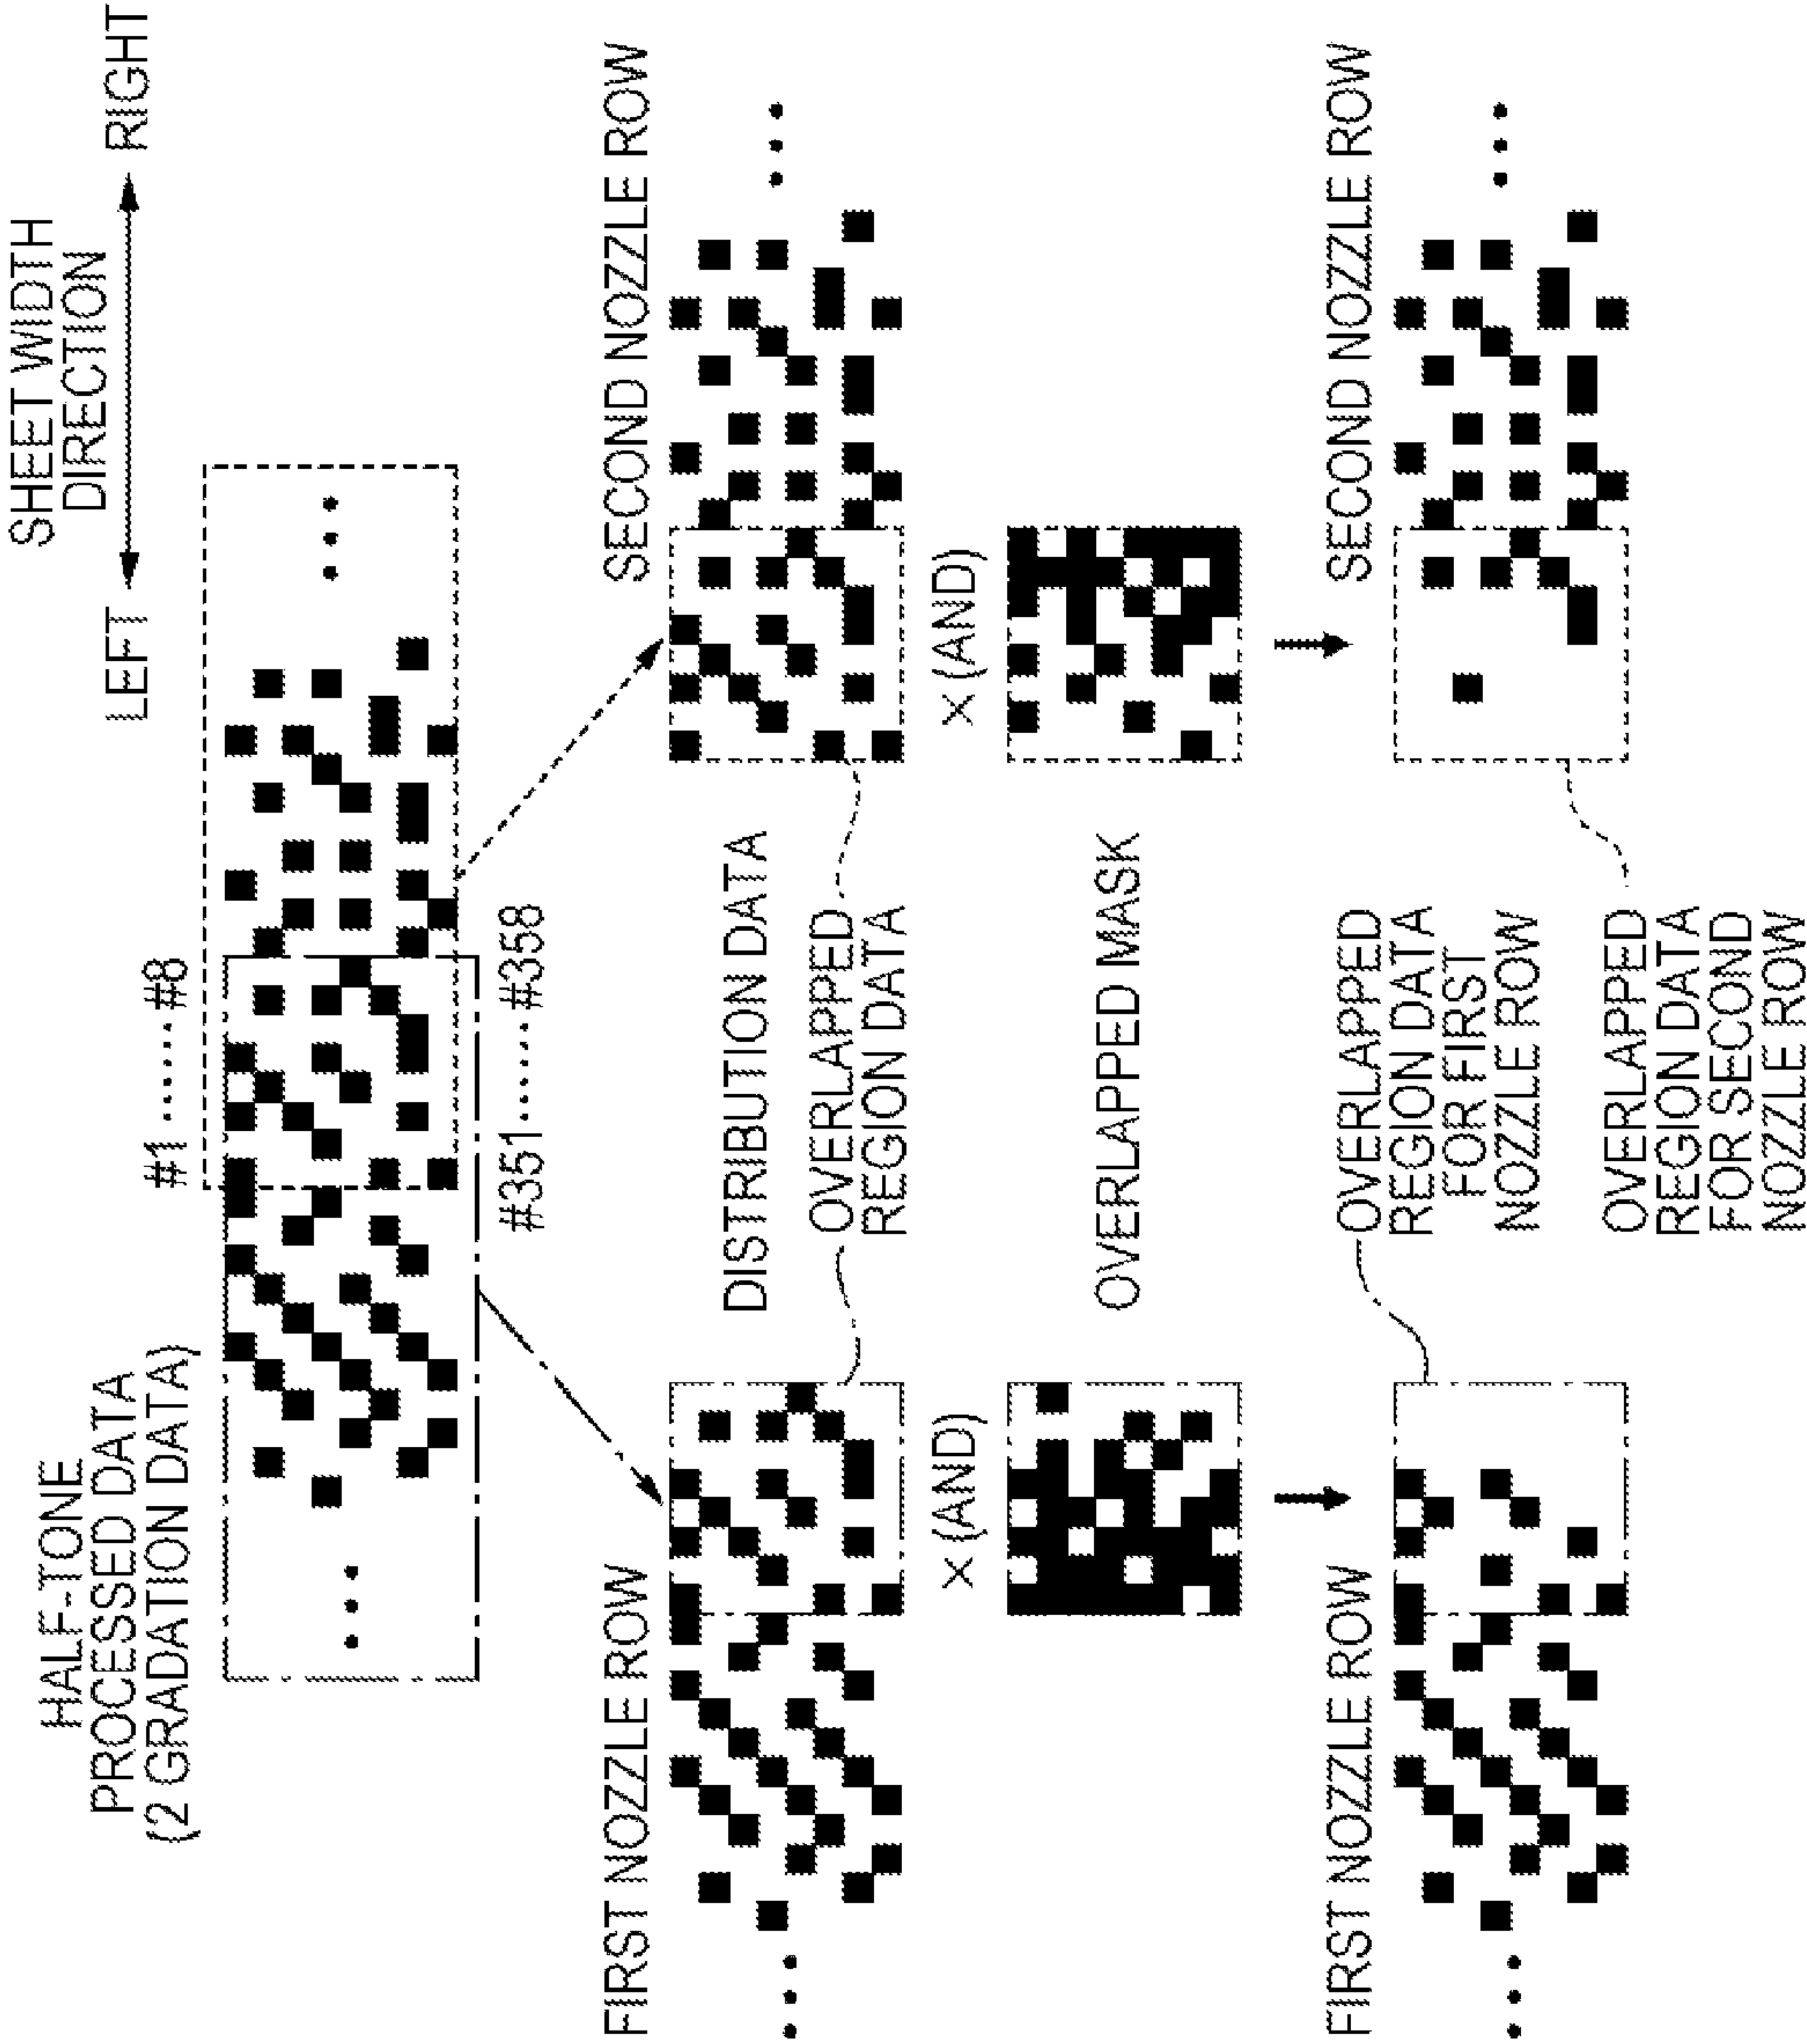 SHEET WIDTH
DIRECTION
LEFT
RIGHT
HALF-TONE
PROCESSED DATA
(2 GRADATION DATA)
#1 ······ #8
#351 ······ #358
FIRST NOZZLE ROW
SECOND NOZZLE ROW
DISTRIBUTION DATA
OVERLAPPED
REGION DATA
×(AND)
×(AND)
OVERLAPPED MASK
FIRST NOZZLE ROW
SECOND NOZZLE ROW
OVERLAPPED
REGION DATA
FOR FIRST
NOZZLE ROW
OVERLAPPED
REGION DATA
FOR SECOND
NOZZLE ROW